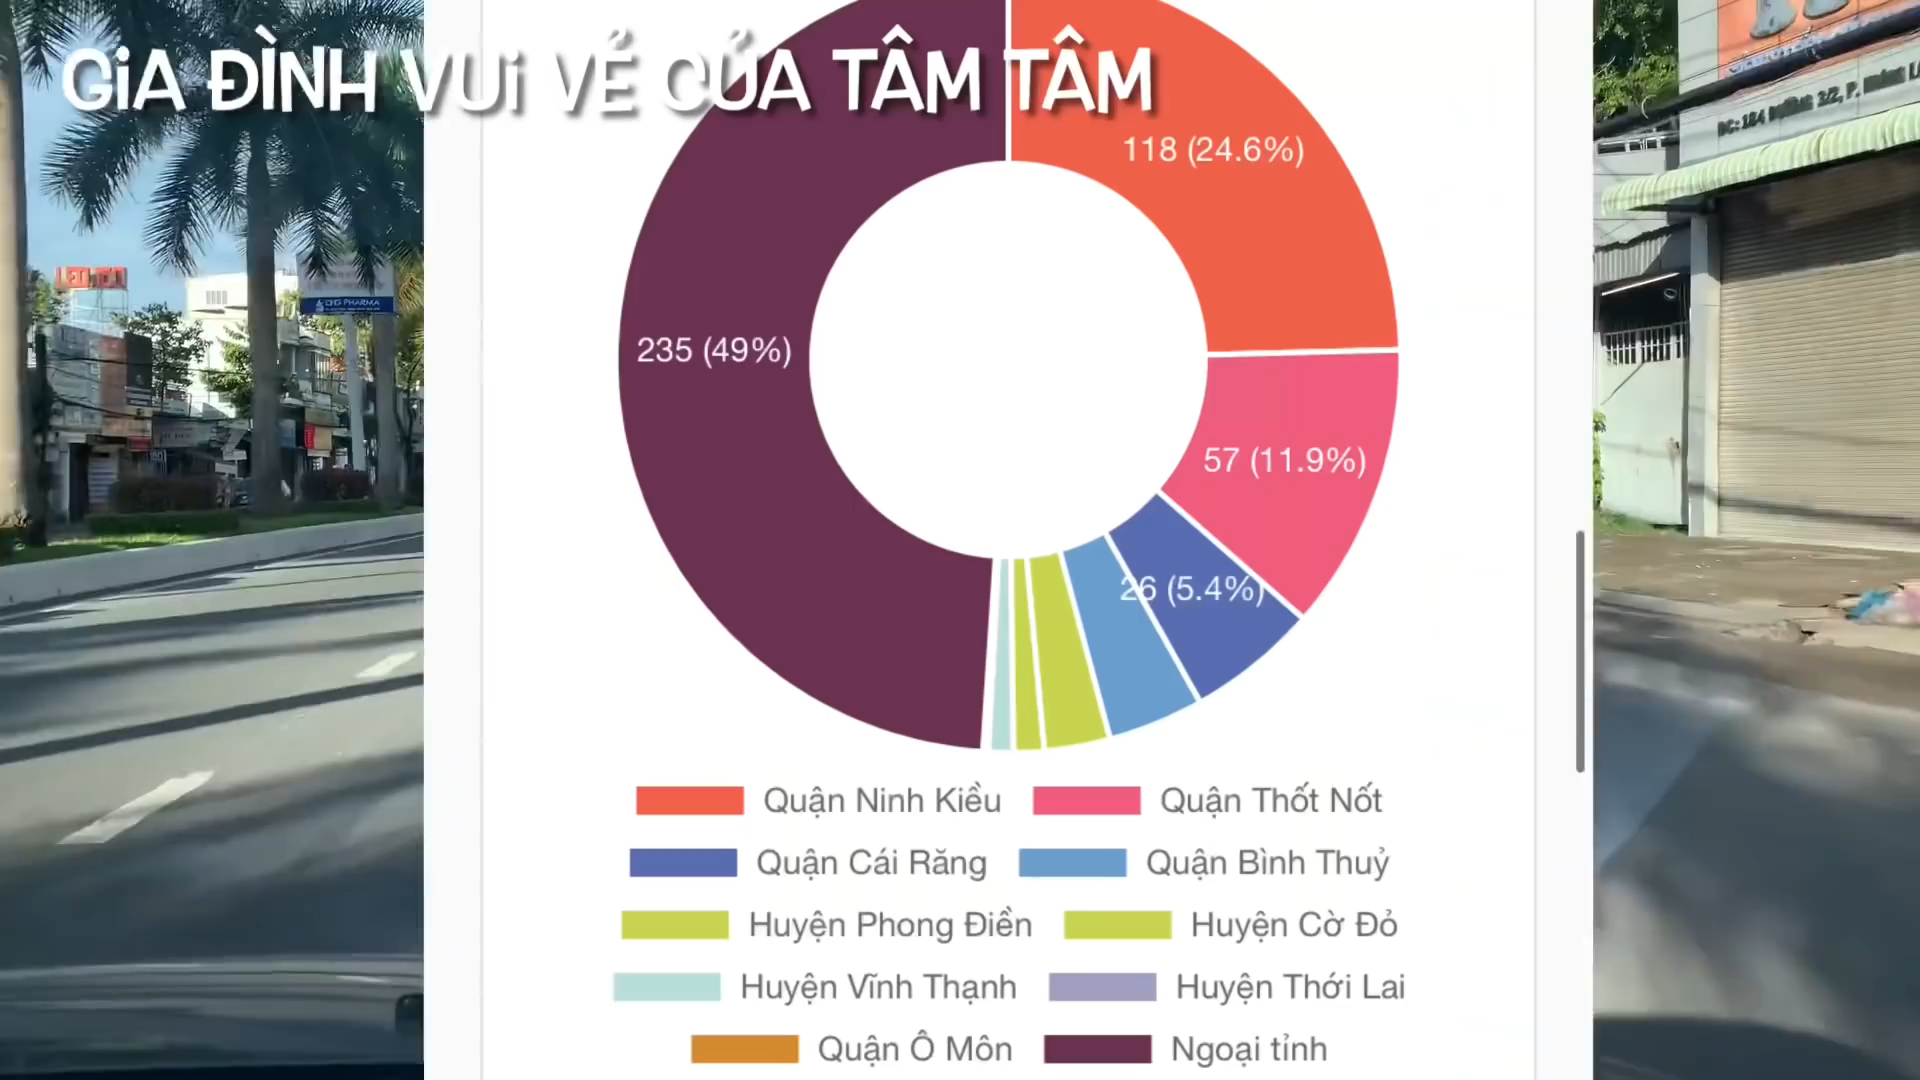 GiA ĐÌNH VUi VẺ CỦA TÂM TÂM
118 (24.6%)
235 (49%)
57 (11.9%)
26 (5.4%)
Quận Ninh Kiều
Quận Thốt Nốt
Quận Cái Răng
Quận Bình Thuỷ
Huyện Phong Điền
Huyện Cờ Đỏ
Huyện Vĩnh Thạnh
Huyện Thới Lai
Quận Ô Môn
Ngoại tỉnh
DHG PHARMA